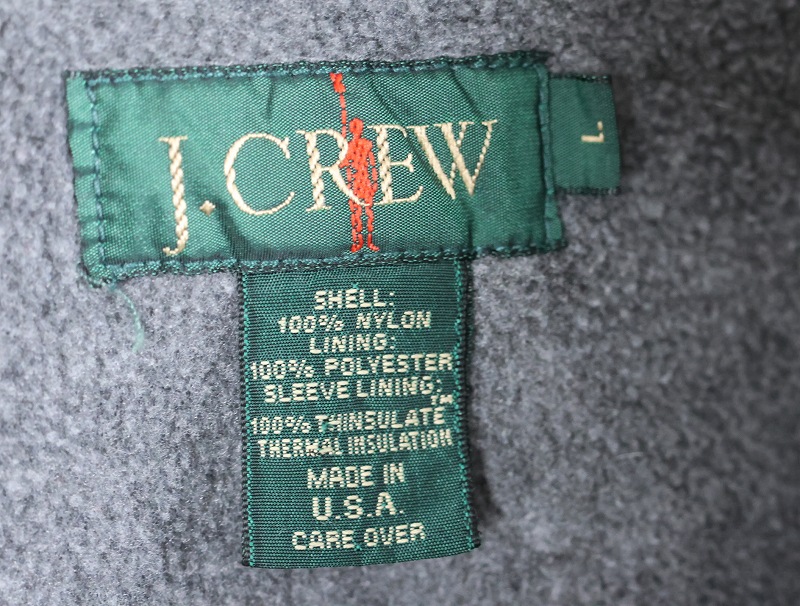 J.CREW
L
SHELL:
100% NYLON
LINING:
100% POLYESTER
SLEEVE LINING:
100% THINSULATE™
THERMAL INSULATION
MADE IN
U.S.A.
CARE OVER